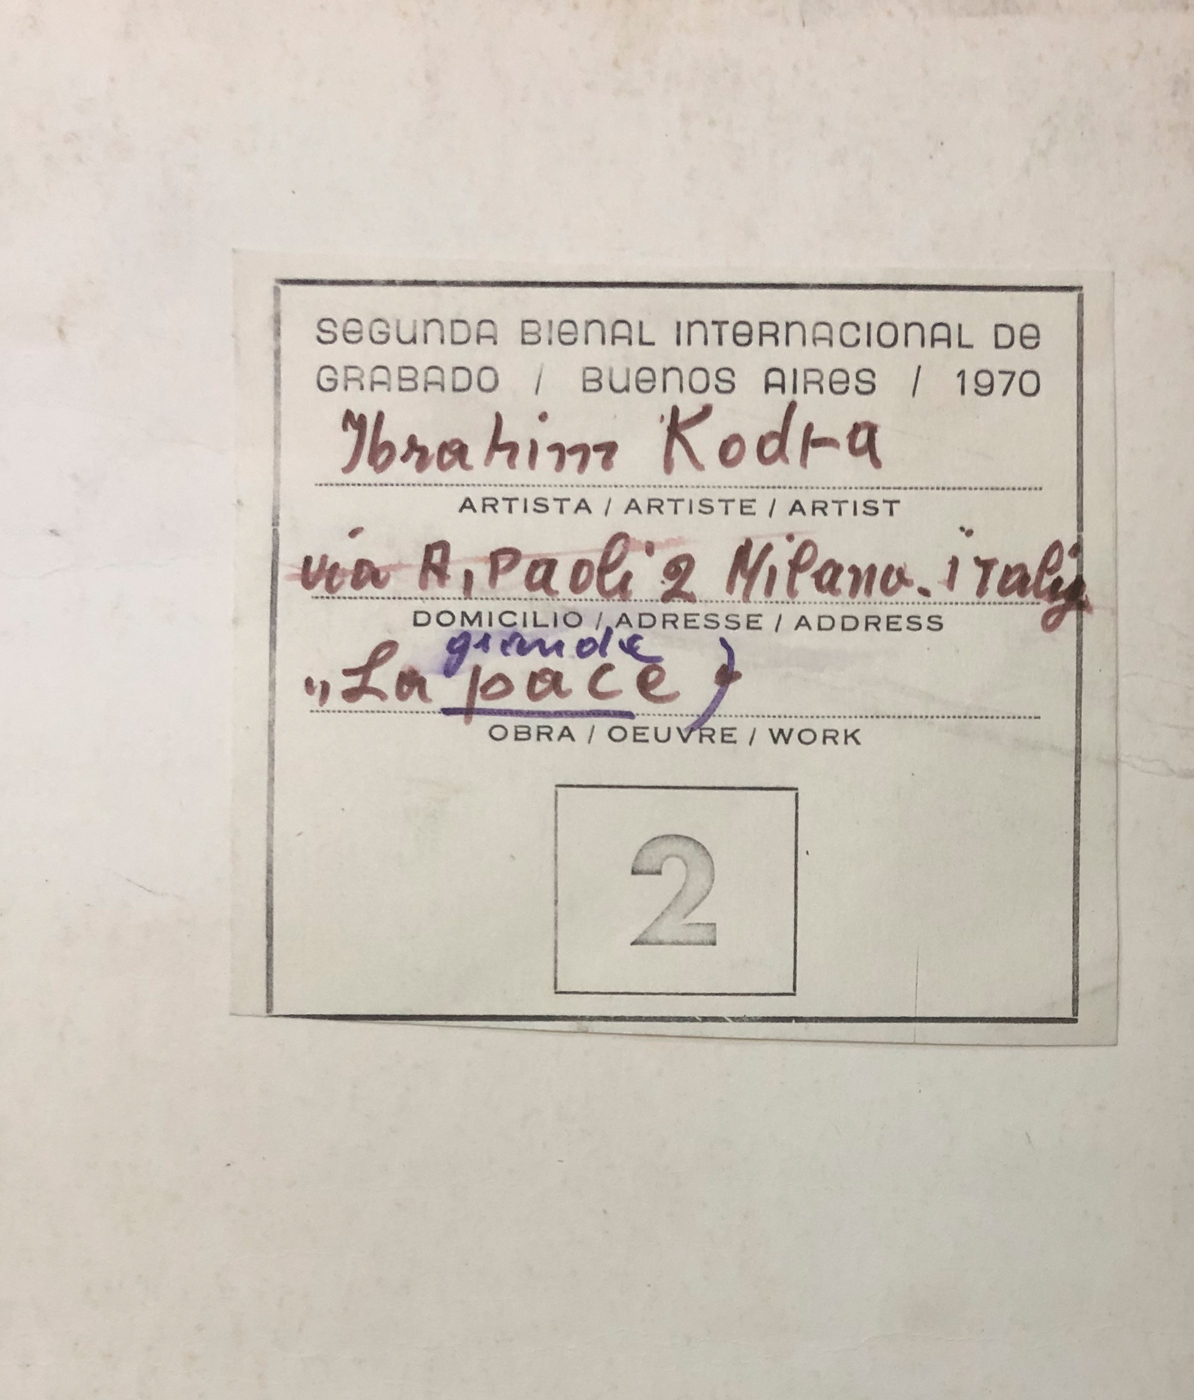 SEGUNDA BIENAL INTERNACIONAL DE
GRABADO / BUENOS AIRES / 1970
Ibrahim Kodra
ARTISTA / ARTISTE / ARTIST
via A, Paoli 2 Milano. italy
DOMICILIO / ADRESSE / ADDRESS
grande
"La pace"
OBRA / OEUVRE / WORK
2